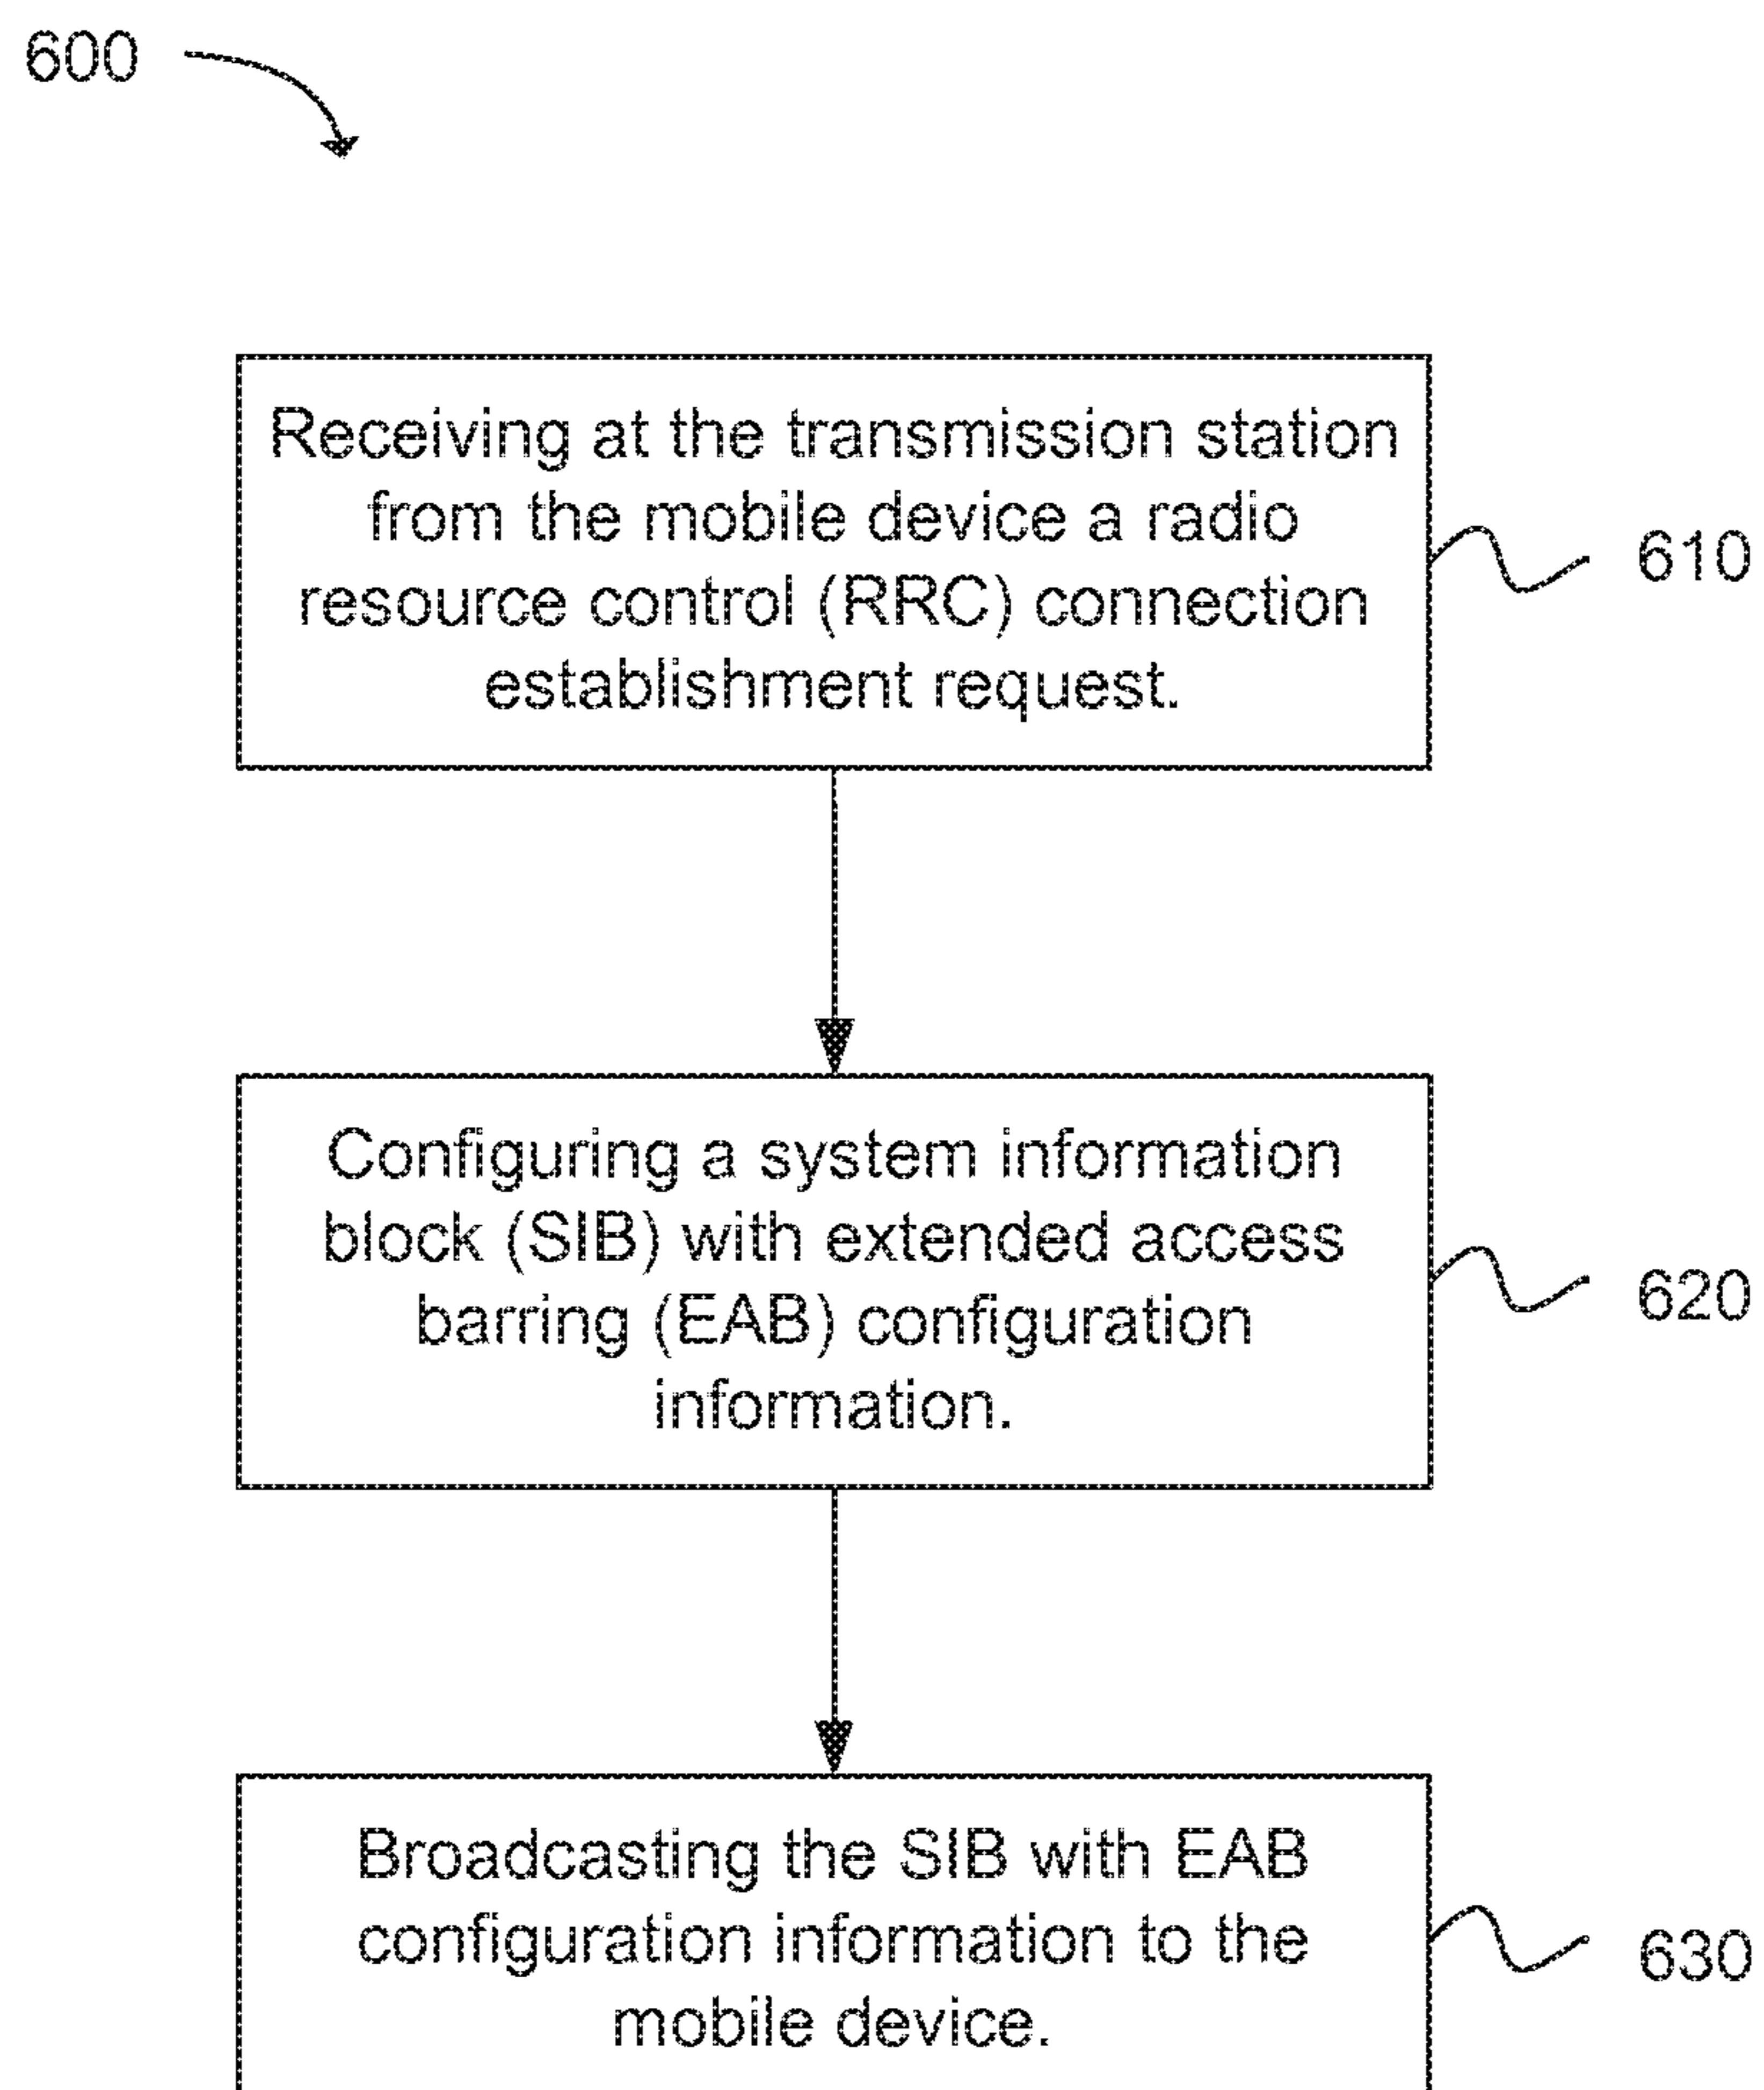 600
Receiving at the transmission station
from the mobile device a radio
resource control (RRC) connection
establishment request.
610
Configuring a system information
block (SIB) with extended access
barring (EAB) configuration
information.
620
Broadcasting the SIB with EAB
configuration information to the
mobile device.
630